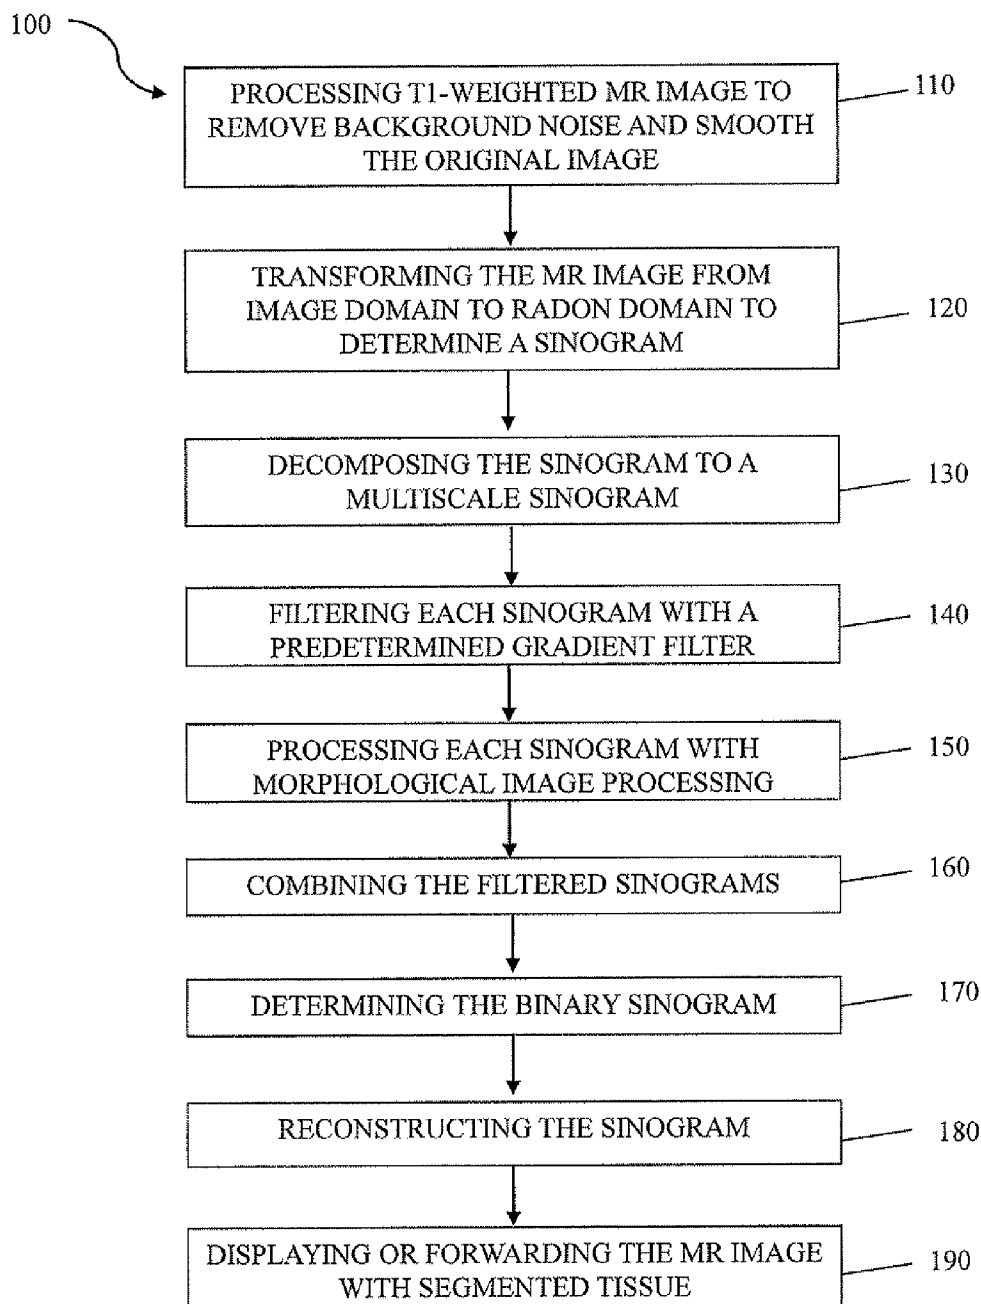 100
PROCESSING T1-WEIGHTED MR IMAGE TO
REMOVE BACKGROUND NOISE AND SMOOTH
THE ORIGINAL IMAGE
110
TRANSFORMING THE MR IMAGE FROM
IMAGE DOMAIN TO RADON DOMAIN TO
DETERMINE A SINOGRAM
120
DECOMPOSING THE SINOGRAM TO A
MULTISCALE SINOGRAM
130
FILTERING EACH SINOGRAM WITH A
PREDETERMINED GRADIENT FILTER
140
PROCESSING EACH SINOGRAM WITH
MORPHOLOGICAL IMAGE PROCESSING
150
COMBINING THE FILTERED SINOGRAMS
160
DETERMINING THE BINARY SINOGRAM
170
RECONSTRUCTING THE SINOGRAM
180
DISPLAYING OR FORWARDING THE MR IMAGE
WITH SEGMENTED TISSUE
190